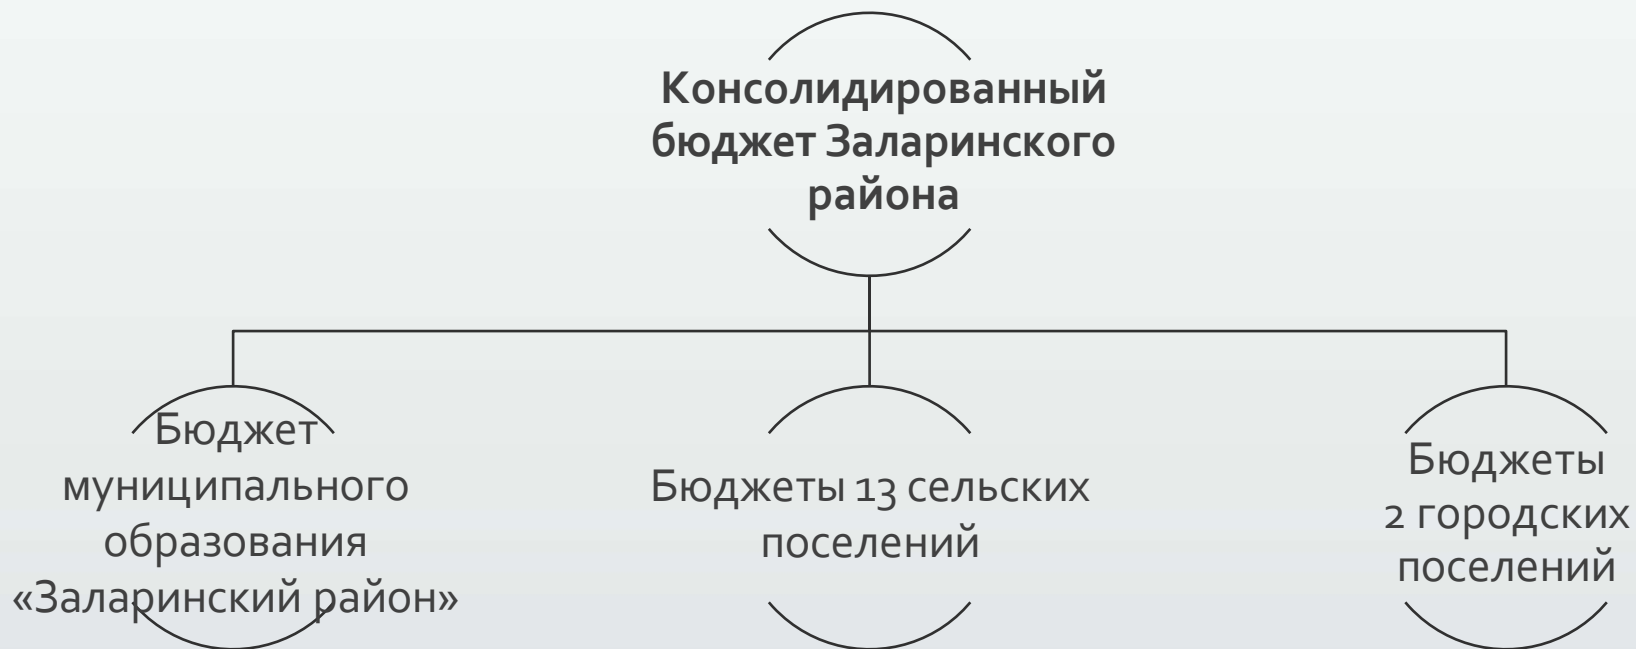 Консолидированный
бюджет Заларинского
района
Бюджет
муниципального
образования
«Заларинский район»
Бюджеты 13 сельских
поселений
Бюджеты
2 городских
поселений